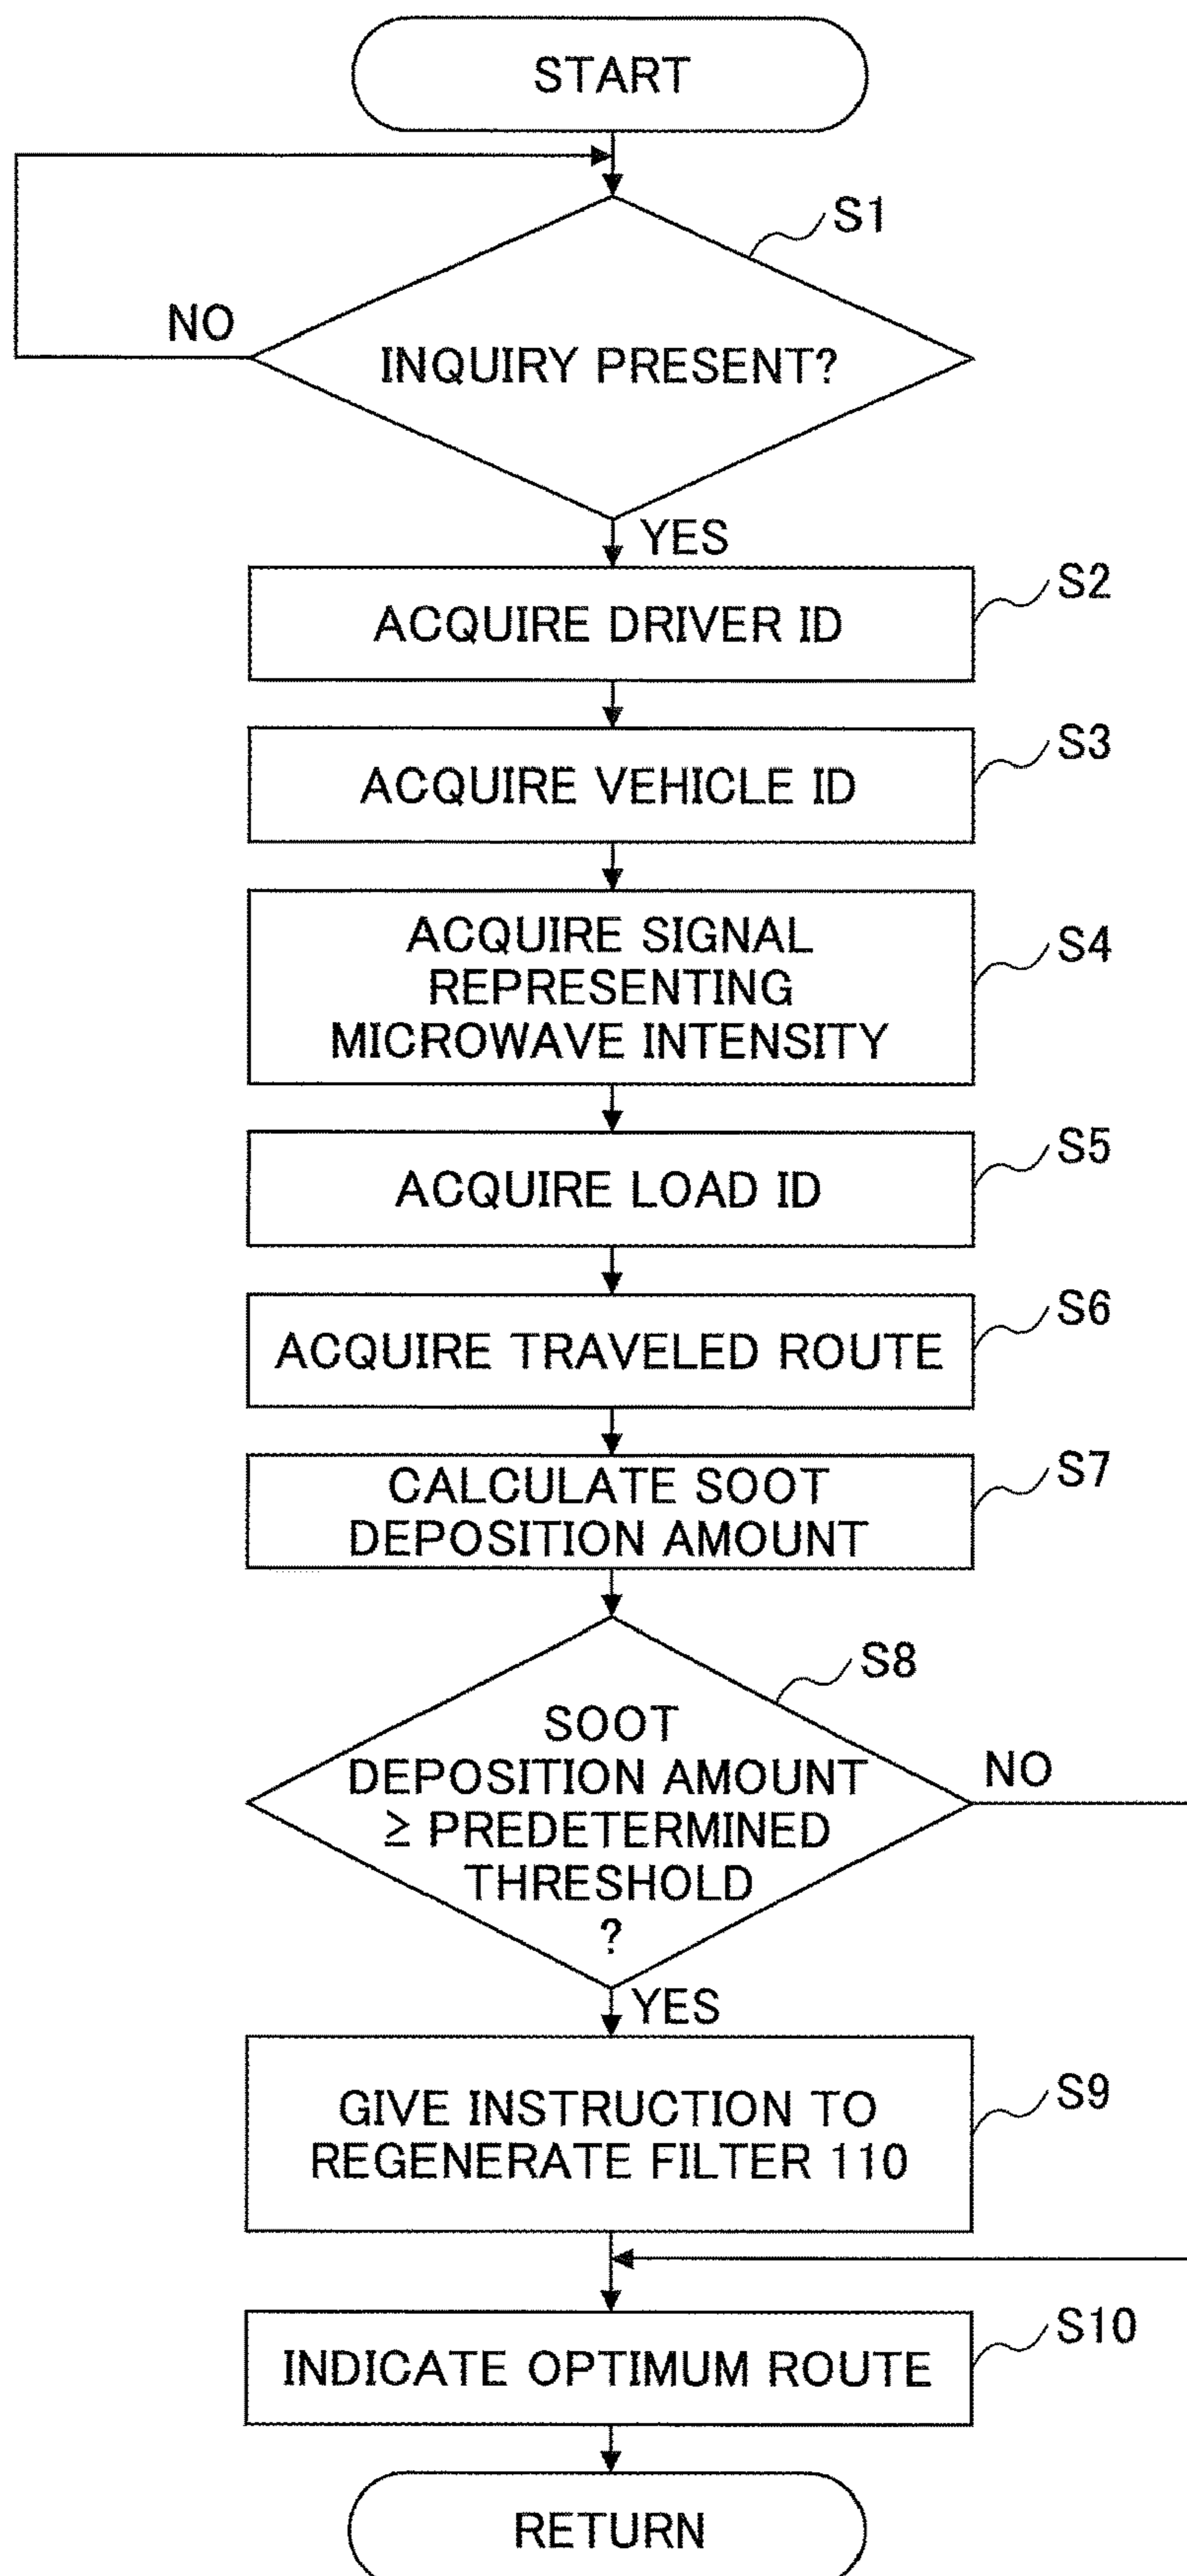 START
S1
NO
INQUIRY PRESENT?
YES
S2
ACQUIRE DRIVER ID
S3
ACQUIRE VEHICLE ID
S4
ACQUIRE SIGNAL
REPRESENTING
MICROWAVE INTENSITY
S5
ACQUIRE LOAD ID
S6
ACQUIRE TRAVELED ROUTE
S7
CALCULATE SOOT
DEPOSITION AMOUNT
S8
SOOT
DEPOSITION AMOUNT
≥ PREDETERMINED
THRESHOLD
?
NO
YES
S9
GIVE INSTRUCTION TO
REGENERATE FILTER 110
S10
INDICATE OPTIMUM ROUTE
RETURN